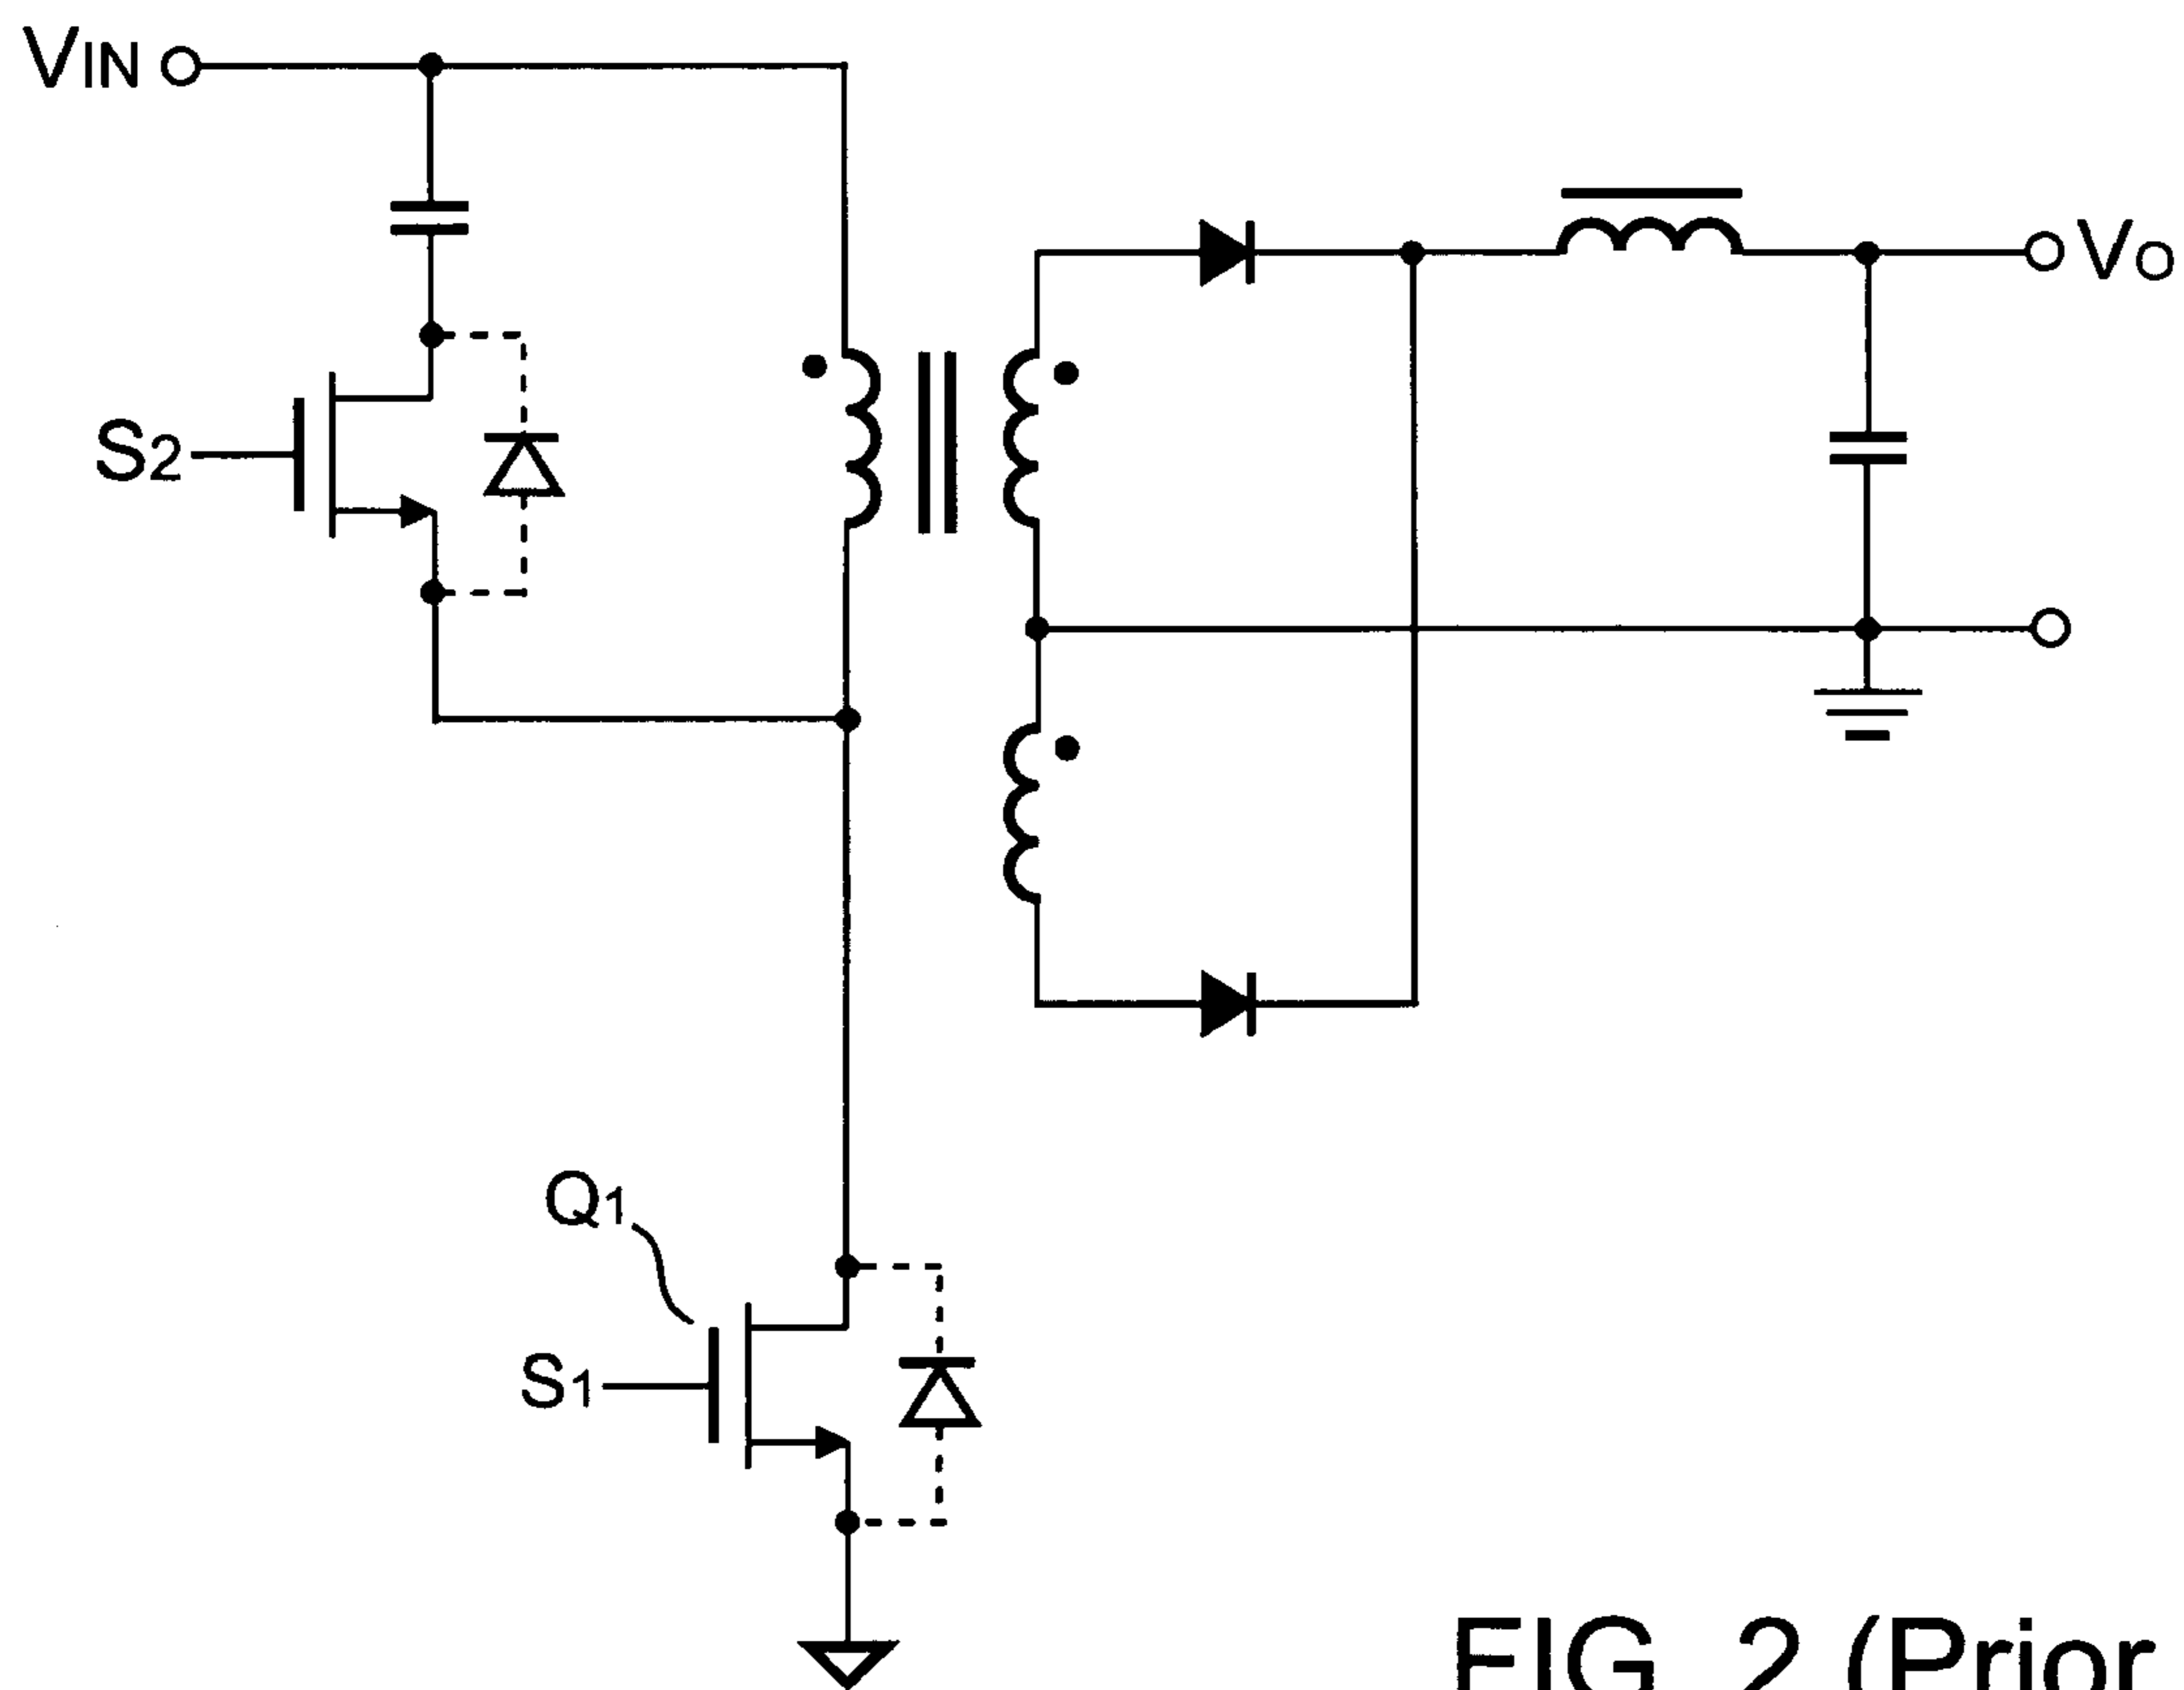 VIN
VO
S2
Q1
S1
FIG. 2 (Prior